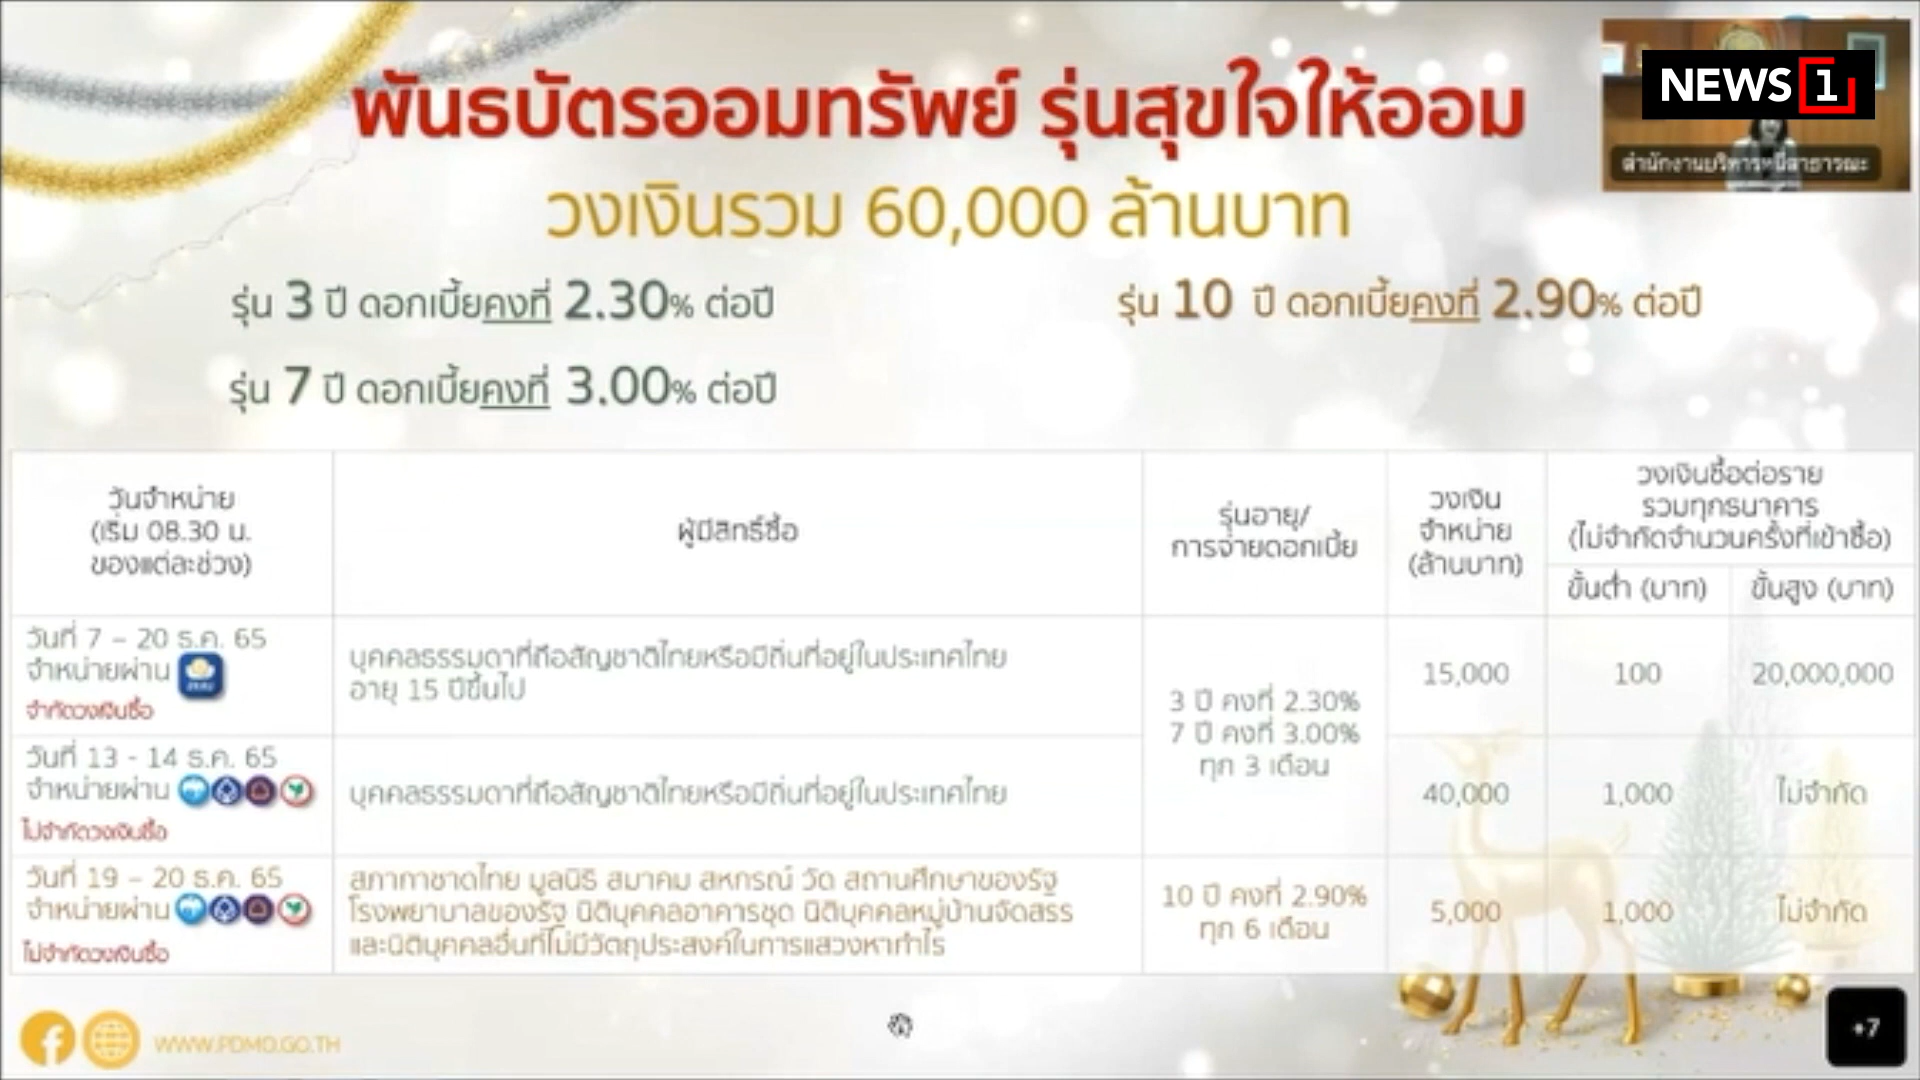 พันธบัตรออมทรัพย์ รุ่นสุขใจให้ออม
NEWS 1
สำนักงานบริหารหนี้สาธารณะ
วงเงินรวม 60,000 ล้านบาท
รุ่น 3 ปี ดอกเบี้ยคงที่ 2.30% ต่อปี
รุ่น 10 ปี ดอกเบี้ยคงที่ 2.90% ต่อปี
รุ่น 7 ปี ดอกเบี้ยคงที่ 3.00% ต่อปี
วันจำหน่าย
(เริ่ม 08.30 น.
ของแต่ละช่วง)
ผู้มีสิทธิ์ซื้อ
รุ่นอายุ/
การจ่ายดอกเบี้ย
วงเงิน
จำหน่าย
(ล้านบาท)
วงเงินซื้อต่อราย
รวมทุกธนาคาร
(ไม่จำกัดจำนวนครั้งที่เข้าซื้อ)
ขั้นต่ำ (บาท)
ขั้นสูง (บาท)
วันที่ 7 – 20 ธ.ค. 65
จำหน่ายผ่าน
จำกัดวงเงินซื้อ
บุคคลธรรมดาที่ถือสัญชาติไทยหรือมีถิ่นที่อยู่ในประเทศไทย
อายุ 15 ปีขึ้นไป
3 ปี คงที่ 2.30%
7 ปี คงที่ 3.00%
ทุก 3 เดือน
15,000
100
20,000,000
วันที่ 13 - 14 ธ.ค. 65
จำหน่ายผ่าน
ไม่จำกัดวงเงินซื้อ
บุคคลธรรมดาที่ถือสัญชาติไทยหรือมีถิ่นที่อยู่ในประเทศไทย
40,000
1,000
ไม่จำกัด
วันที่ 19 – 20 ธ.ค. 65
จำหน่ายผ่าน
ไม่จำกัดวงเงินซื้อ
สภากาชาดไทย มูลนิธิ สมาคม สหกรณ์ วัด สถานศึกษาของรัฐ
โรงพยาบาลของรัฐ นิติบุคคลอาคารชุด นิติบุคคลหมู่บ้านจัดสรร
และนิติบุคคลอื่นที่ไม่มีวัตถุประสงค์ในการแสวงหากำไร
10 ปี คงที่ 2.90%
ทุก 6 เดือน
5,000
1,000
ไม่จำกัด
WWW.PDMO.GO.TH
+7